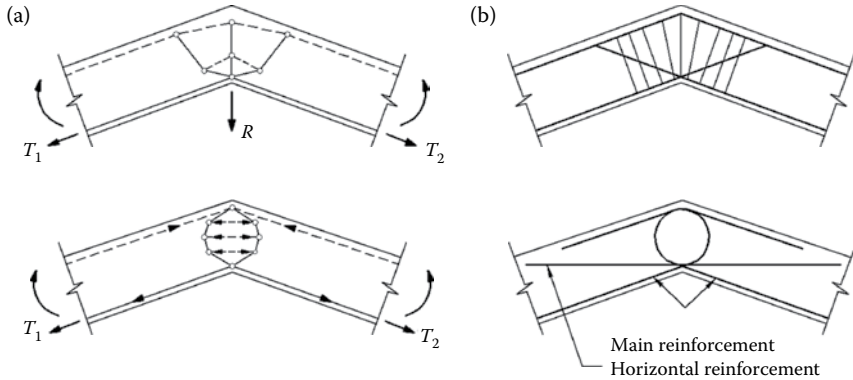 (a)
(b)
T1
R
T2
T1
T2
Main reinforcement
Horizontal reinforcement